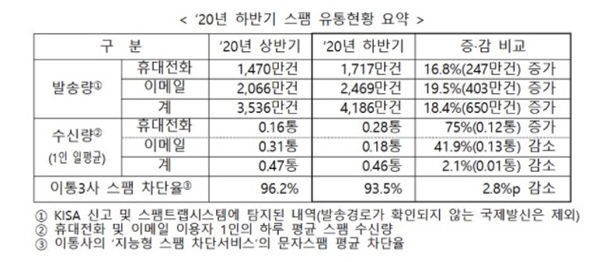 < ‘20년 하반기 스팸 유통현황 요약 >
구 분 ‘20년 상반기 ‘20년 하반기 증·감 비교
발송량① 휴대전화 1,470만건 1,717만건 16.8%(247만건) 증가
이메일 2,066만건 2,469만건 19.5%(403만건) 증가
계 3,536만건 4,186만건 18.4%(650만건) 증가
수신량② (1인 일평균) 휴대전화 0.16통 0.28통 75%(0.12통) 증가
이메일 0.31통 0.18통 41.9%(0.13통) 감소
계 0.47통 0.46통 2.1%(0.01통) 감소
이통3사 스팸 차단율③ 96.2% 93.5% 2.8%p 감소
① KISA 신고 및 스팸트랩시스템에 탐지된 내역(발송경로가 확인되지 않는 국제발신은 제외)
② 휴대전화 및 이메일 이용자 1인의 하루 평균 스팸 수신량
③ 이통사의 ‘지능형 스팸 차단서비스’의 문자스팸 평균 차단율